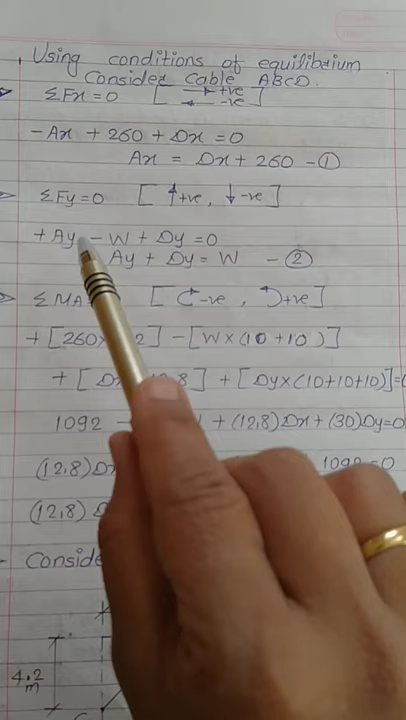 Using conditions of equilibrium
Consider cable ABCD.
ΣFx = 0 [ → +ve ← -ve ]
-Ax + 260 + Dx = 0
Ax = Dx + 260 - ①
ΣFy = 0 [ ↑+ve, ↓-ve ]
+Ay - W + Dy = 0
Ay + Dy = W - ②
ΣMA [ ↻-ve, ↺+ve ]
+ [260× 2] - [W×(10+10)]
+ [D 8] + [Dy×(10+10+10)]=
1092 - + (12,8)Dx + (30)Dy=0
(12,8)D 1092 = 0
(12,8)
Conside
4.2
m